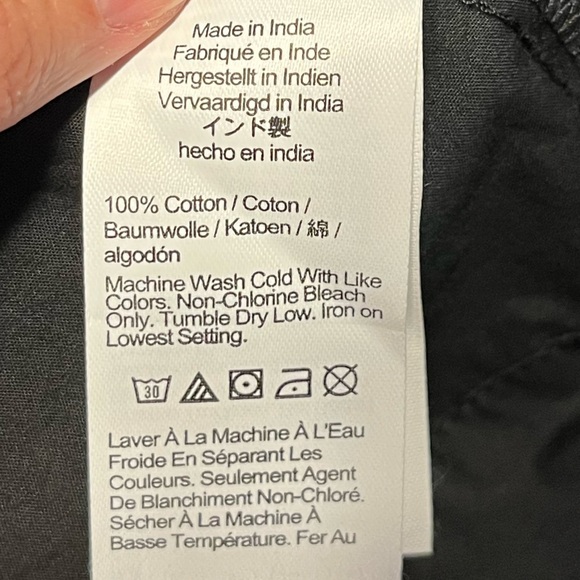 Made in India
Fabriqué en Inde
Hergestellt in Indien
Vervaardigd in India
インド製
hecho en india
100% Cotton / Coton /
Baumwolle / Katoen / 綿 /
algodón
Machine Wash Cold With Like
Colors. Non-Chlorine Bleach
Only. Tumble Dry Low. Iron on
Lowest Setting.
30
Laver À La Machine À L'Eau
Froide En Séparant Les
Couleurs. Seulement Agent
De Blanchiment Non-Chloré.
Sécher À La Machine À
Basse Température. Fer Au